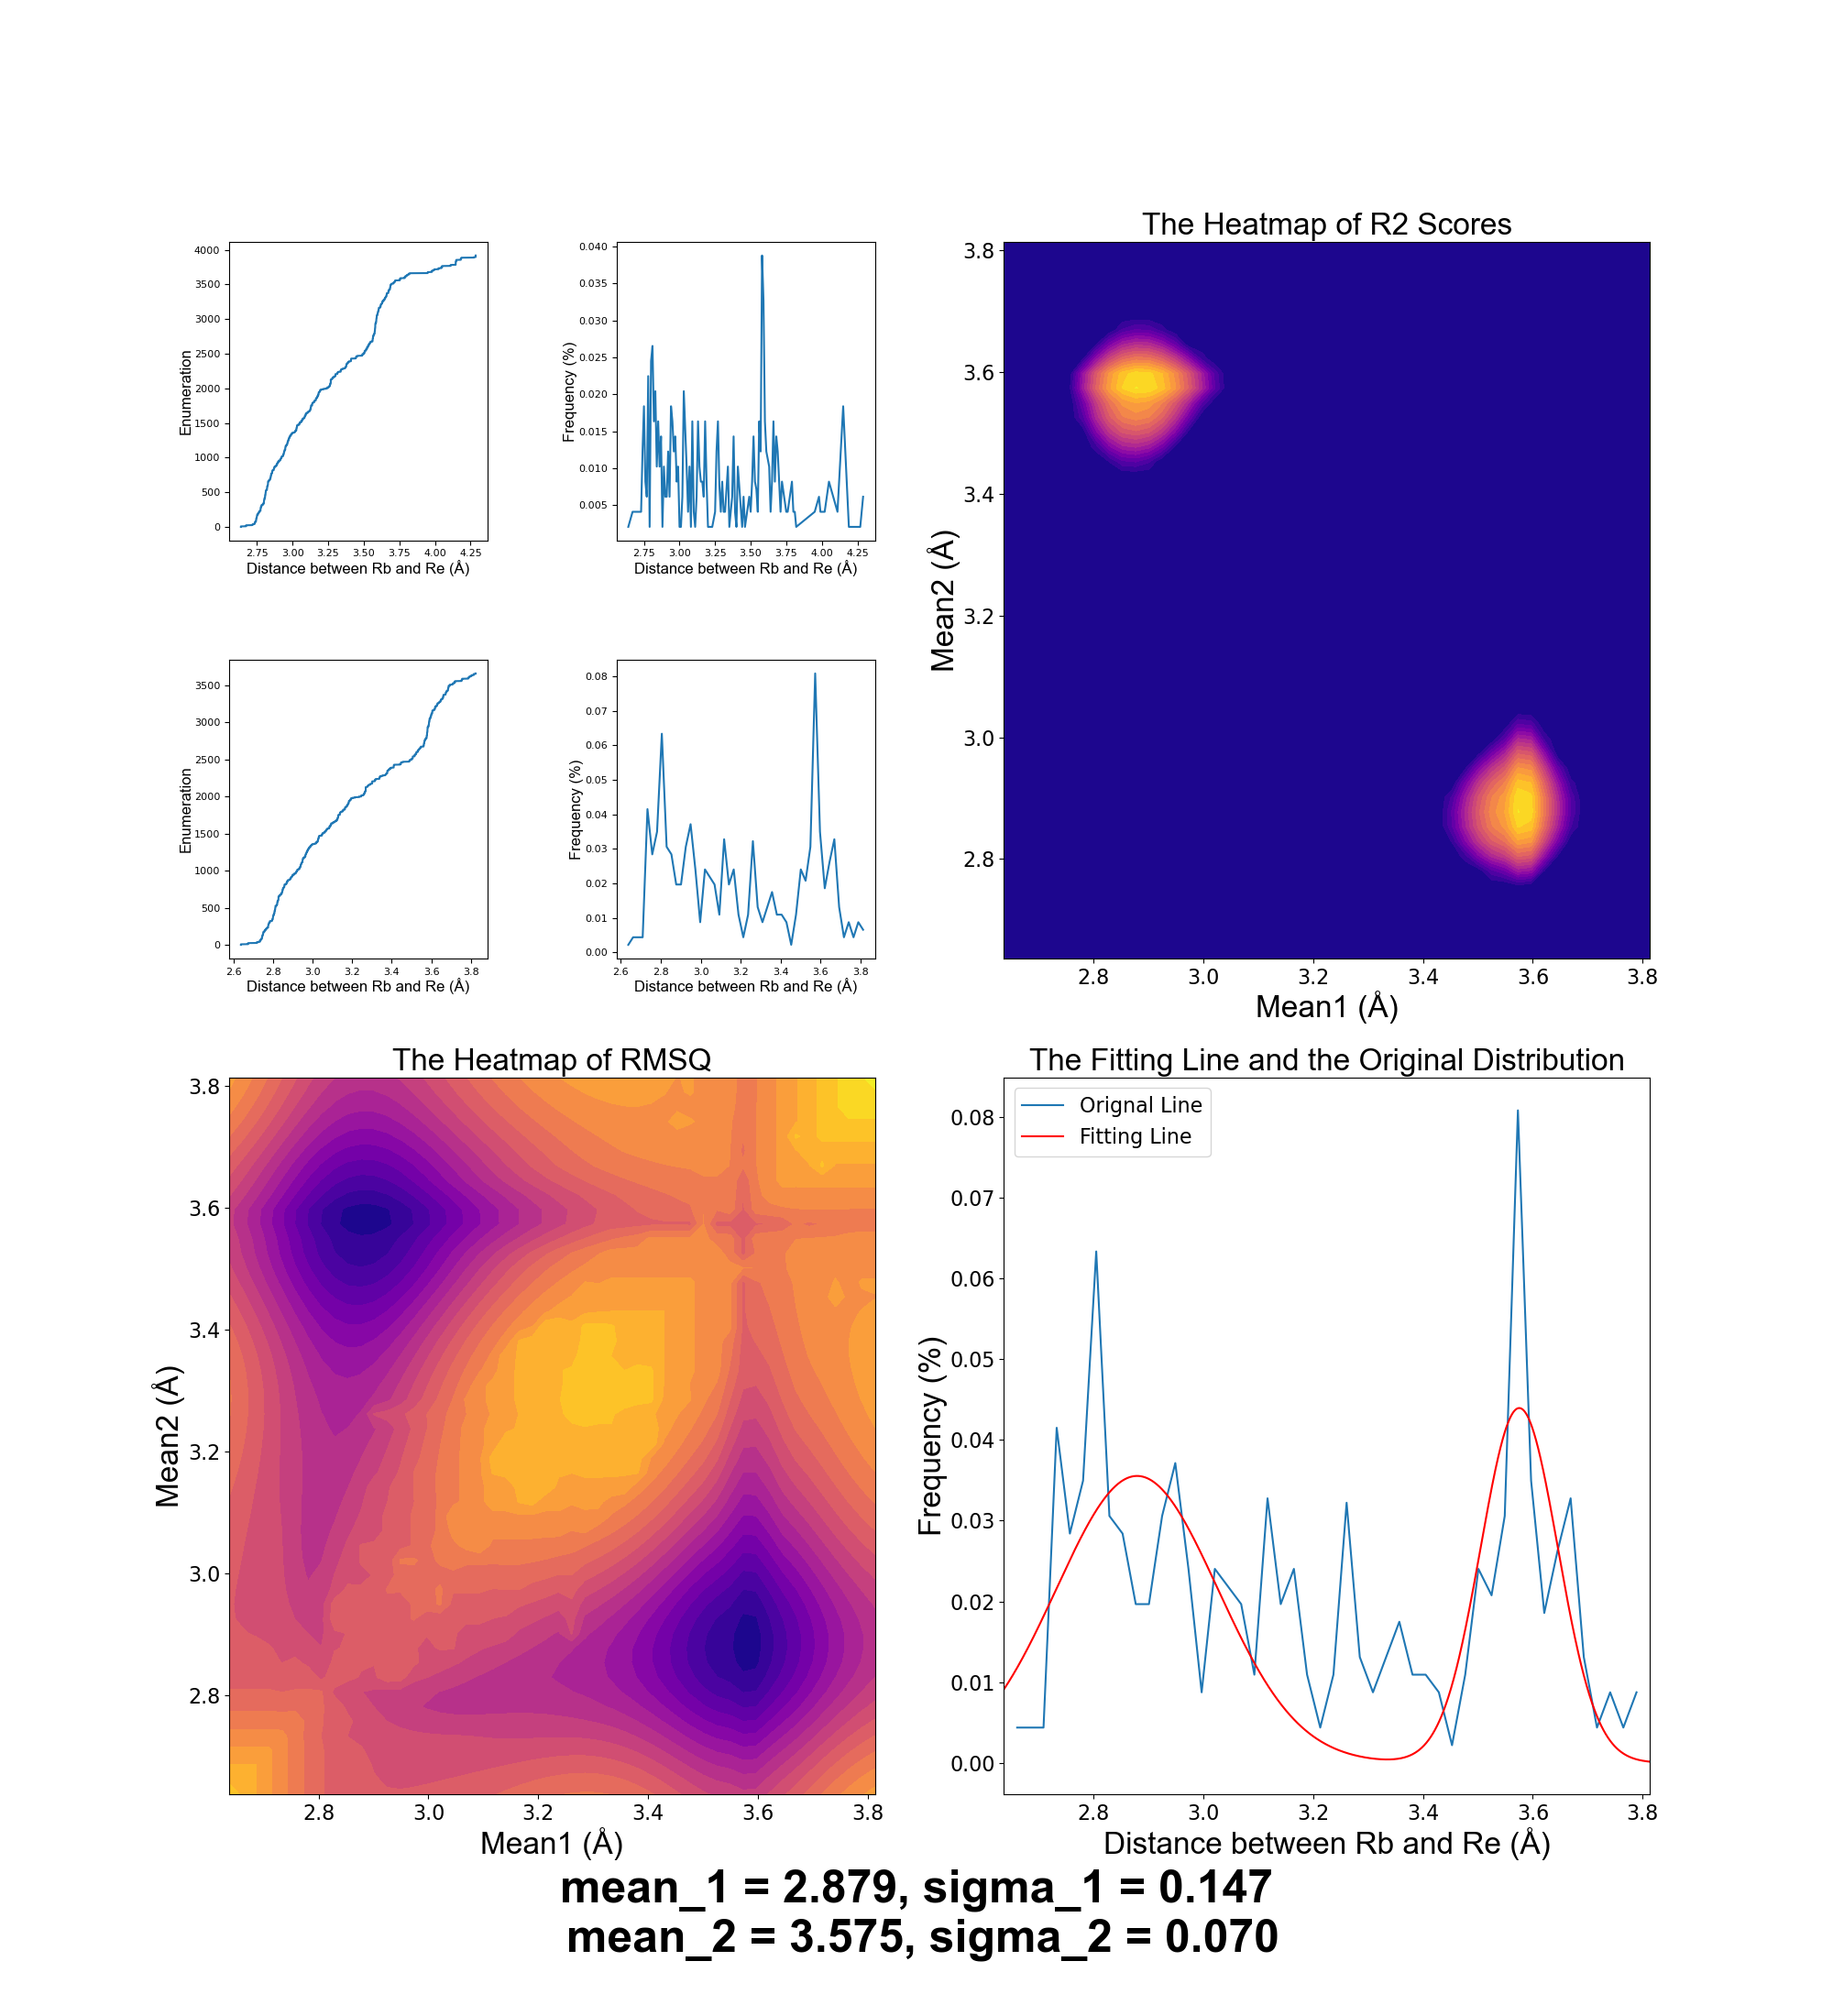 4000
3500
3000
2500
2000
1500
1000
500
0
Enumeration
2.75 3.00 3.25 3.50 3.75 4.00 4.25
Distance between Rb and Re (Å)
0.040
0.035
0.030
0.025
0.020
0.015
0.010
0.005
Frequency (%)
2.75 3.00 3.25 3.50 3.75 4.00 4.25
Distance between Rb and Re (Å)
3500
3000
2500
2000
1500
1000
500
0
Enumeration
2.6 2.8 3.0 3.2 3.4 3.6 3.8
Distance between Rb and Re (Å)
0.08
0.07
0.06
0.05
0.04
0.03
0.02
0.01
0.00
Frequency (%)
2.6 2.8 3.0 3.2 3.4 3.6 3.8
Distance between Rb and Re (Å)
The Heatmap of R2 Scores
3.8
3.6
3.4
3.2
3.0
2.8
Mean2 (Å)
2.8 3.0 3.2 3.4 3.6 3.8
Mean1 (Å)
The Heatmap of RMSQ
3.8
3.6
3.4
3.2
3.0
2.8
Mean2 (Å)
2.8 3.0 3.2 3.4 3.6 3.8
Mean1 (Å)
The Fitting Line and the Original Distribution
Orignal Line
Fitting Line
0.08
0.07
0.06
0.05
0.04
0.03
0.02
0.01
0.00
Frequency (%)
2.8 3.0 3.2 3.4 3.6 3.8
Distance between Rb and Re (Å)
mean_1 = 2.879, sigma_1 = 0.147
mean_2 = 3.575, sigma_2 = 0.070